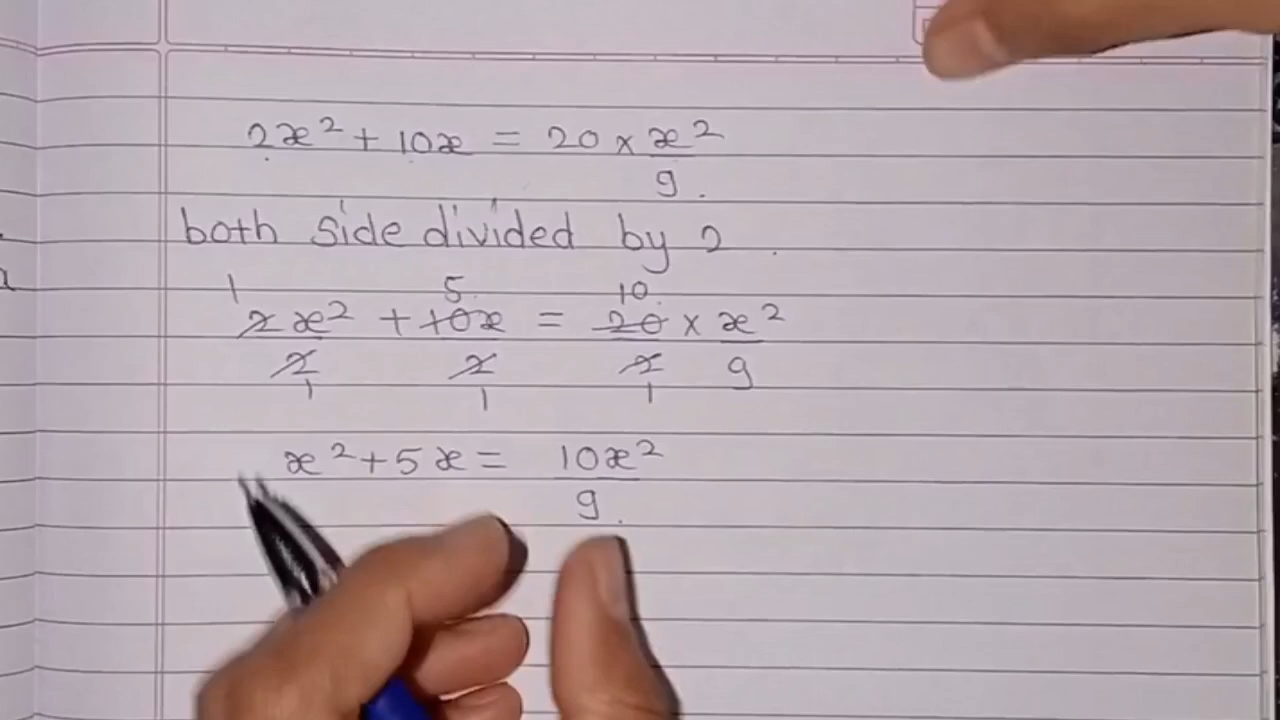 2x² + 10x = 20 × x²
9.
both side divided by 2.
1 5. 10.
2x² + 10x = 20 × x²
2 2 2 9
1 1 1
x² + 5x = 10x²
9.